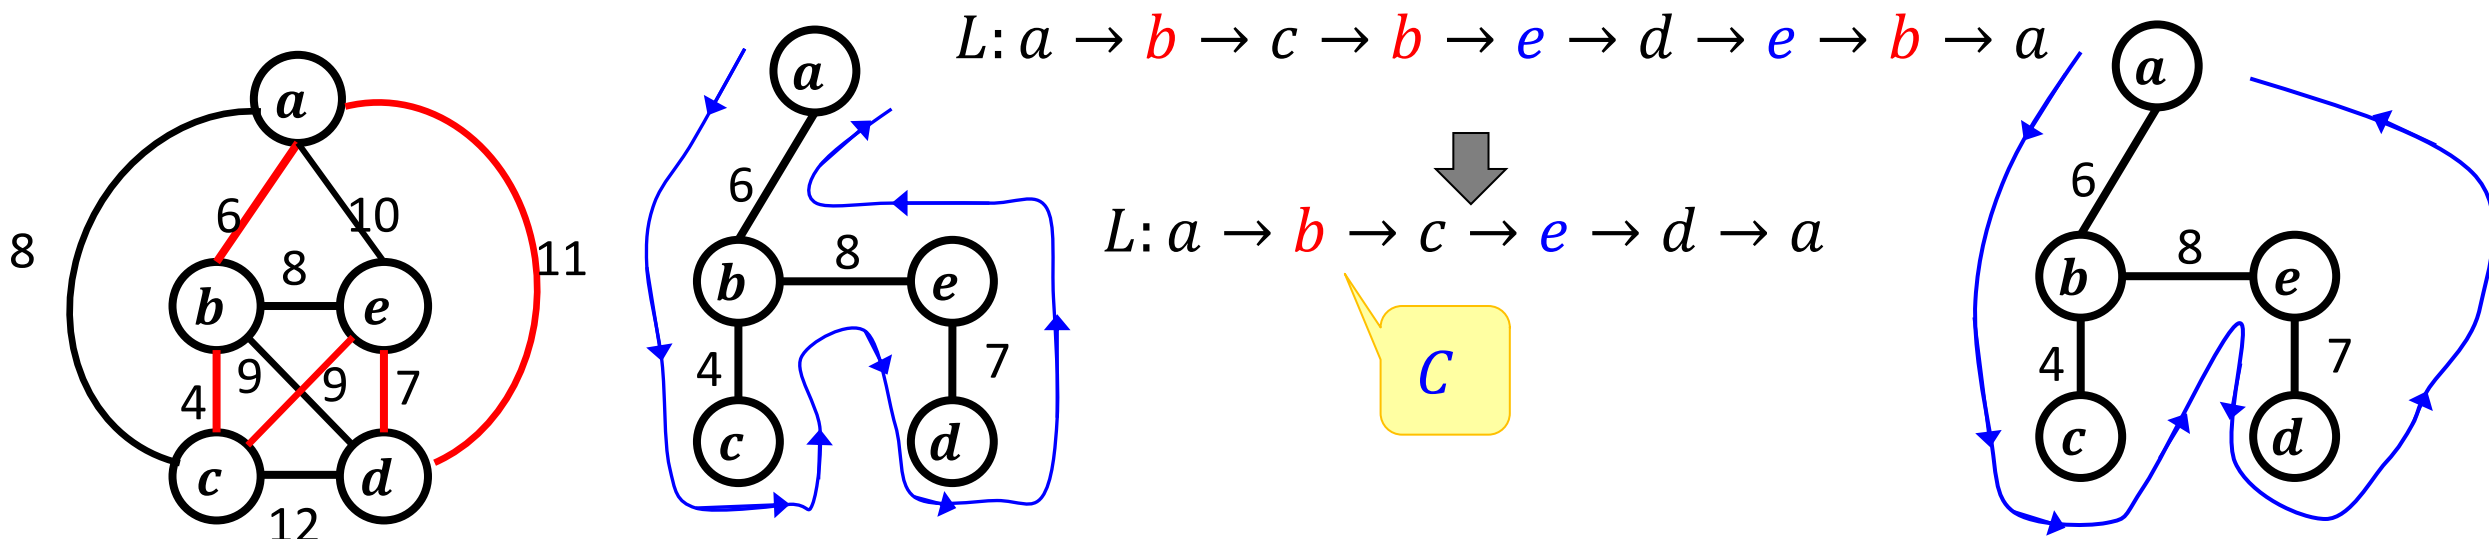 L: a → b → c → b → e → d → e → b → a
L: a → b → c → e → d → a
C
a
6
10
8
11
b
8
e
9
9
4
7
c
d
12
a
6
b
8
e
4
7
c
d
a
6
b
8
e
4
7
c
d